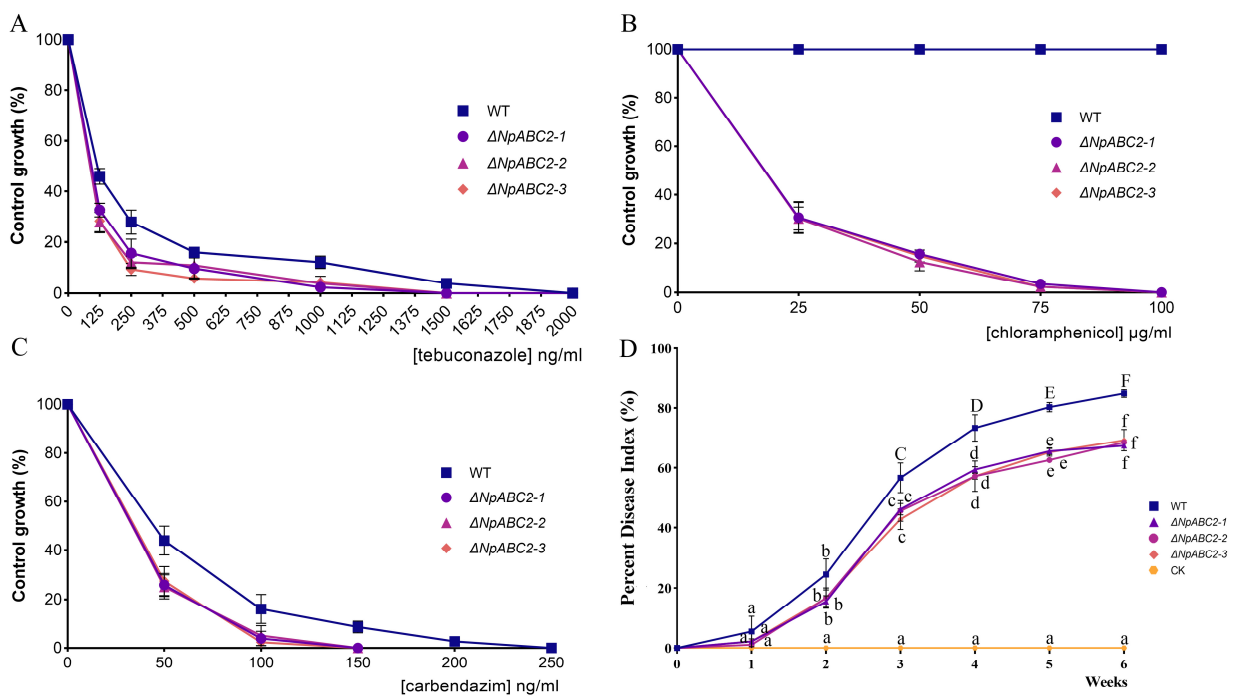 A
Control growth (%)
100
80
60
40
20
0
WT
ΔNpABC2-1
ΔNpABC2-2
ΔNpABC2-3
0 125 250 375 500 625 750 875 1000 1125 1250 1375 1500 1625 1750 1875 2000
[tebuconazole] ng/ml
B
Control growth (%)
100
80
60
40
20
0
WT
ΔNpABC2-1
ΔNpABC2-2
ΔNpABC2-3
0 25 50 75 100
[chloramphenicol] μg/ml
C
Control growth (%)
100
80
60
40
20
0
WT
ΔNpABC2-1
ΔNpABC2-2
ΔNpABC2-3
0 50 100 150 200 250
[carbendazim] ng/ml
D
Percent Disease Index (%)
100
80
60
40
20
0
F
E
D
C
f
f
f
e
e
e
d
d
d
c c
c
b
b b
b
a
a a
a
a a a a a
WT
ΔNpABC2-1
ΔNpABC2-2
ΔNpABC2-3
CK
0 1 2 3 4 5 6
Weeks